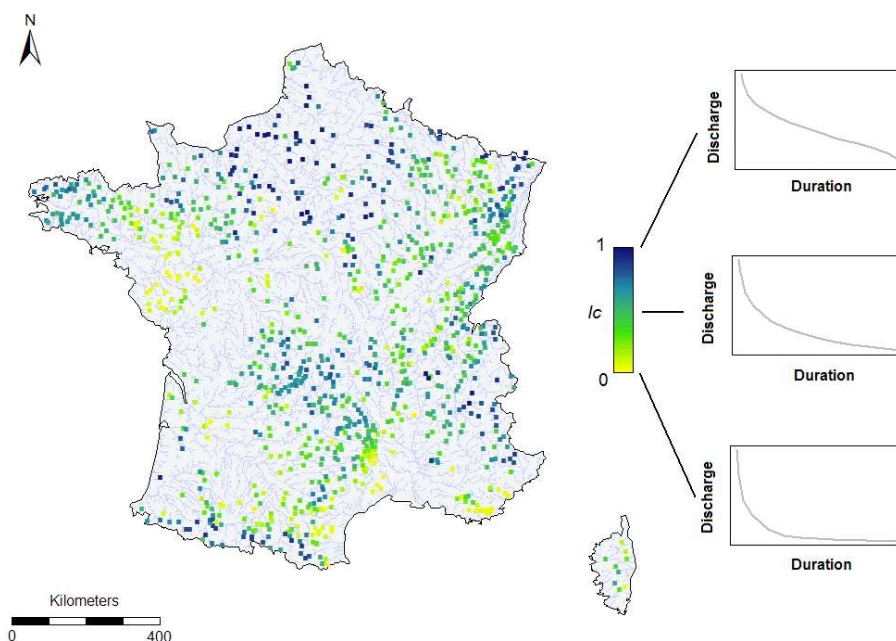 N
Discharge
Duration
1
Ic
0
Discharge
Duration
Discharge
Duration
Kilometers
0 400